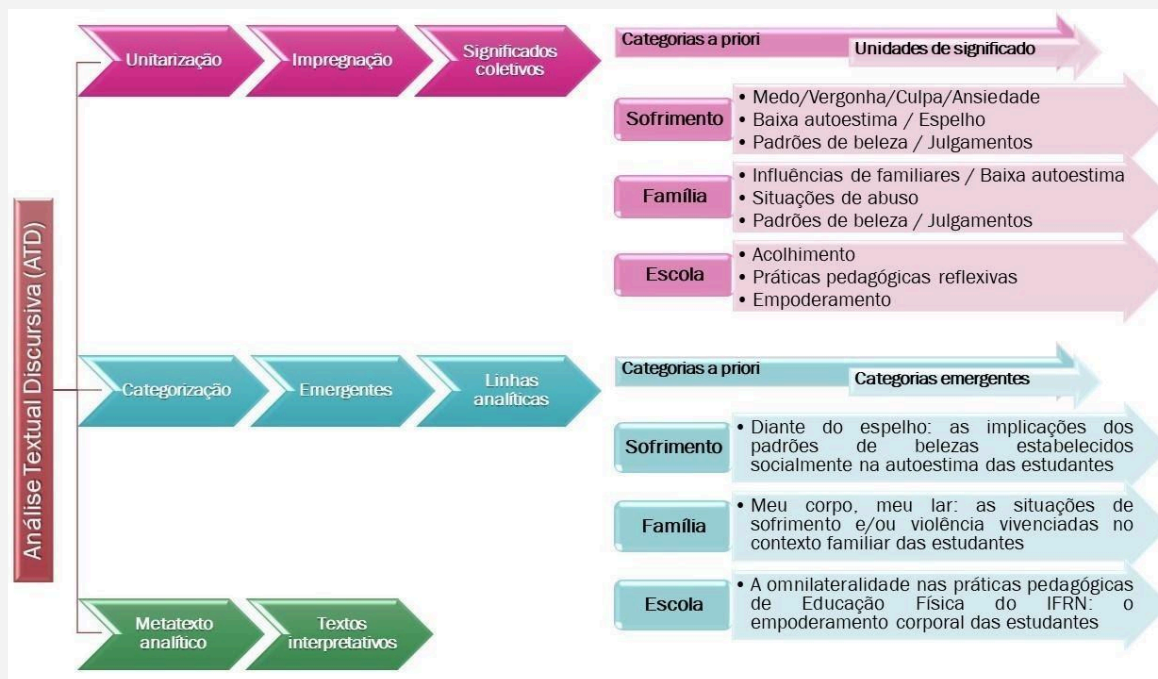 Análise Textual Discursiva (ATD)
Unitarização
Impregnação
Significados
coletivos
Categorias a priori
Unidades de significado
Sofrimento
• Medo/Vergonha/Culpa/Ansiedade
• Baixa autoestima / Espelho
• Padrões de beleza / Julgamentos
Família
• Influências de familiares / Baixa autoestima
• Situações de abuso
• Padrões de beleza / Julgamentos
Escola
• Acolhimento
• Práticas pedagógicas reflexivas
• Empoderamento
Categorização
Emergentes
Linhas
analíticas
Categorias a priori
Categorias emergentes
Sofrimento
• Diante do espelho: as implicações dos
padrões de belezas estabelecidos
socialmente na autoestima das estudantes
Família
• Meu corpo, meu lar: as situações de
sofrimento e/ou violência vivenciadas no
contexto familiar das estudantes
Escola
• A omnilateralidade nas práticas pedagógicas
de Educação Física do IFRN: o
empoderamento corporal das estudantes
Metatexto
analítico
Textos
interpretativos